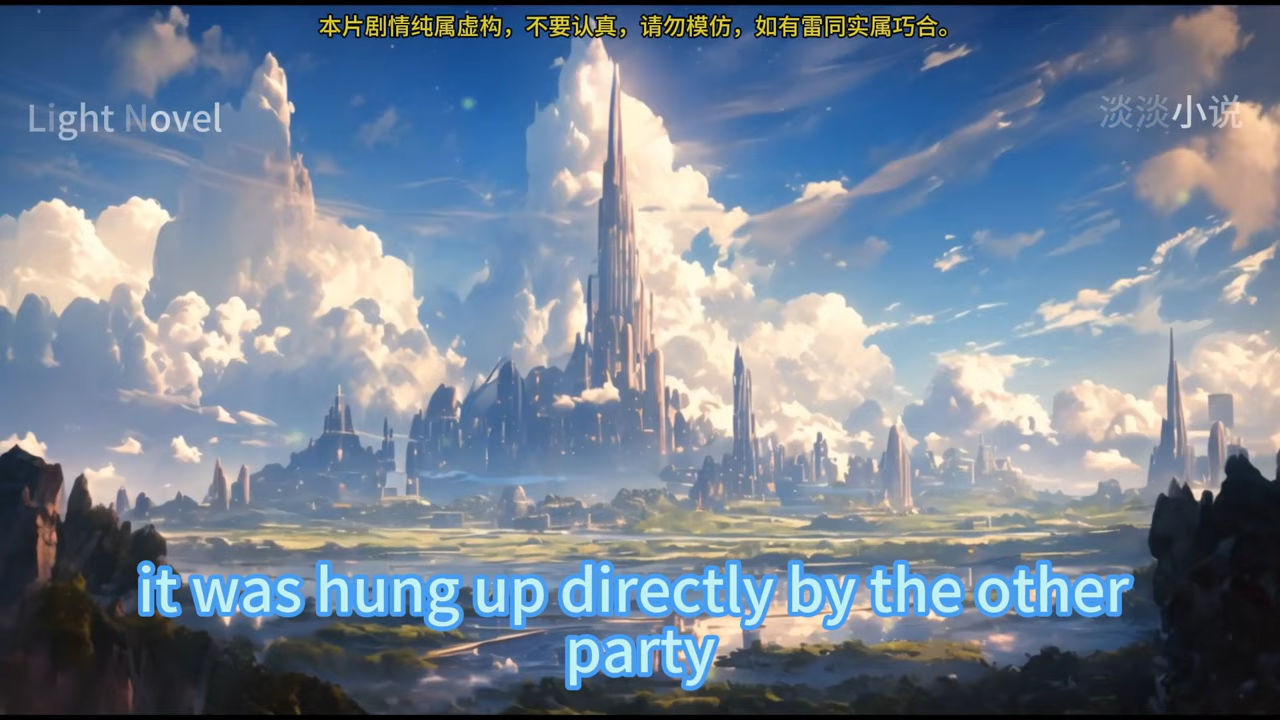 本片剧情纯属虚构，不要认真，请勿模仿，如有雷同实属巧合。
Light Novel
淡淡小说
it was hung up directly by the other
party